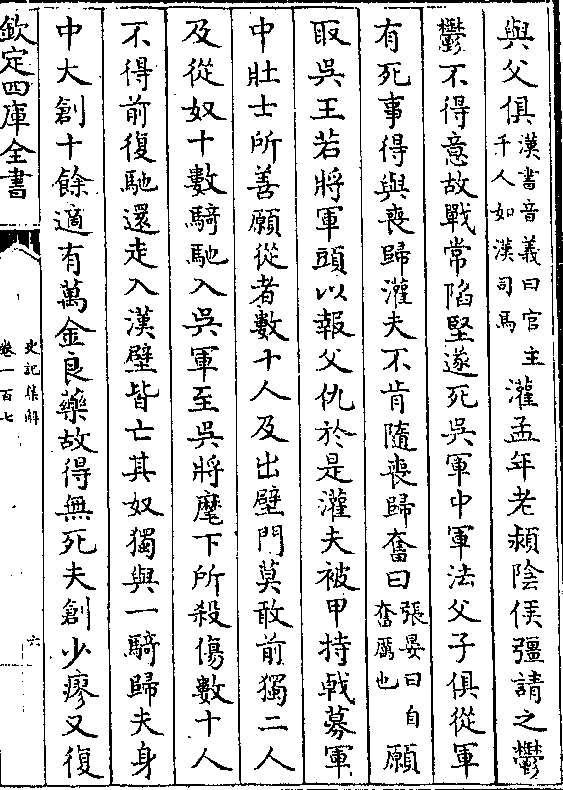 與父俱漢書音義曰官主千人如漢司馬灌孟年老潁陰侯彊請之鬱
鬱不得意故戰常陷堅遂死吳軍中軍法父子俱從軍
有死事得與喪歸灌夫不肯隨喪歸奮曰張晏曰自奮厲也願
取吳王若將軍頭以報父仇於是灌夫被甲持戟募軍
中壯士所善願從者數十人及出壁門莫敢前獨二人
及從奴十數騎馳入吳軍至吳將麾下所殺傷數十人
不得前復馳還走入漢壁皆亡其奴獨與一騎歸夫身
中大創十餘適有萬金良藥故得無死夫創少瘳又復
欽定四庫全書
史記集解
卷一百七
六